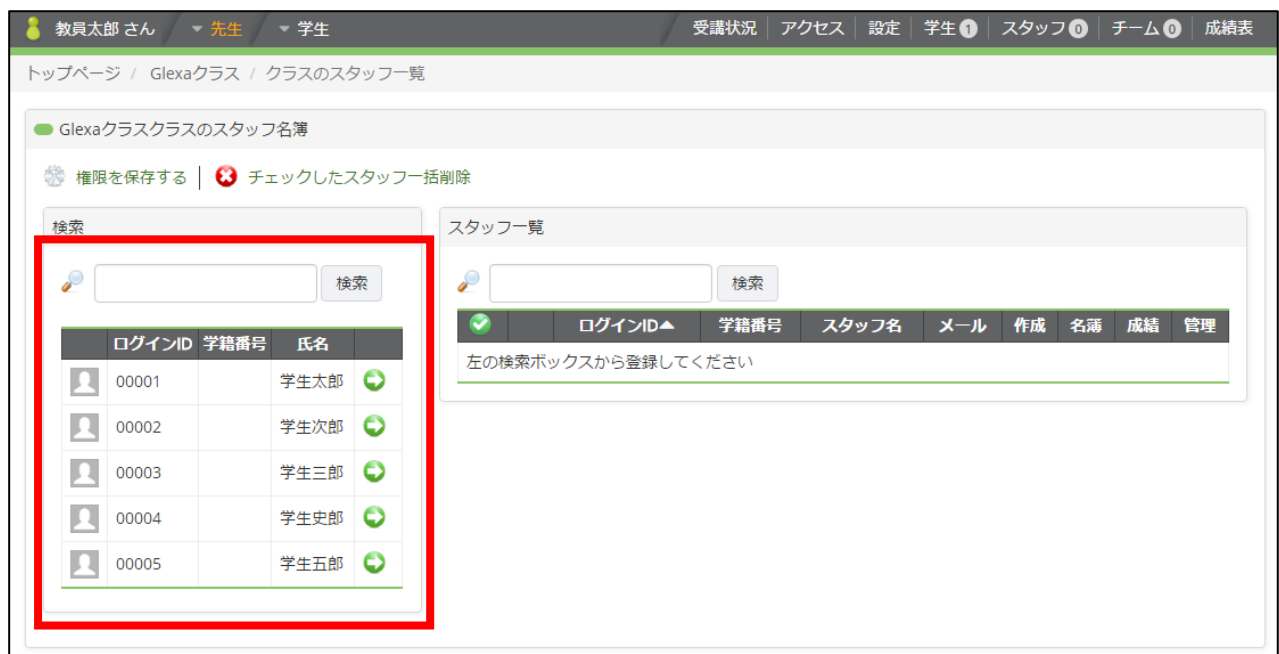 教員太郎 さん 先生 学生 受講状況 アクセス 設定 学生 1 スタッフ 0 チーム 0 成績表
トップページ / Glexaクラス / クラスのスタッフ一覧
Glexaクラスクラスのスタッフ名簿
権限を保存する チェックしたスタッフ一括削除
検索
検索
ログインID 学籍番号 氏名
00001 学生太郎
00002 学生次郎
00003 学生三郎
00004 学生史郎
00005 学生五郎
スタッフ一覧
検索
ログインID▲ 学籍番号 スタッフ名 メール 作成 名簿 成績 管理
左の検索ボックスから登録してください